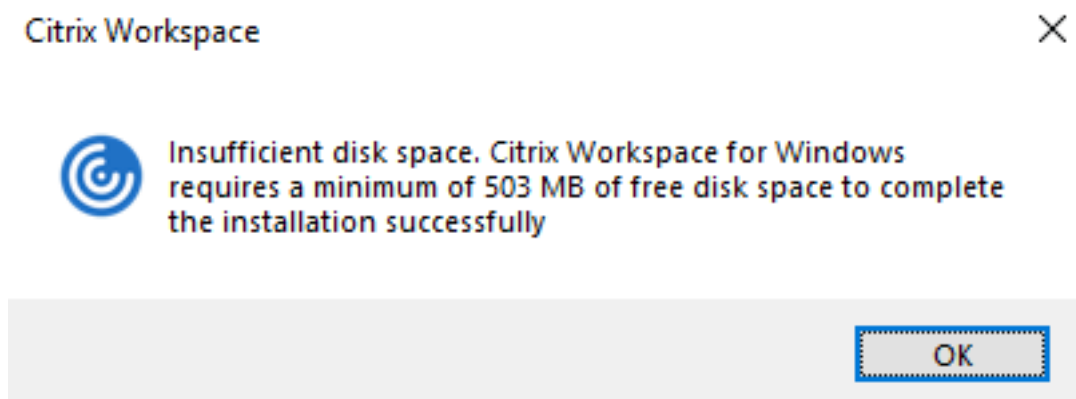 Citrix Workspace
Insufficient disk space. Citrix Workspace for Windows
requires a minimum of 503 MB of free disk space to complete
the installation successfully
OK